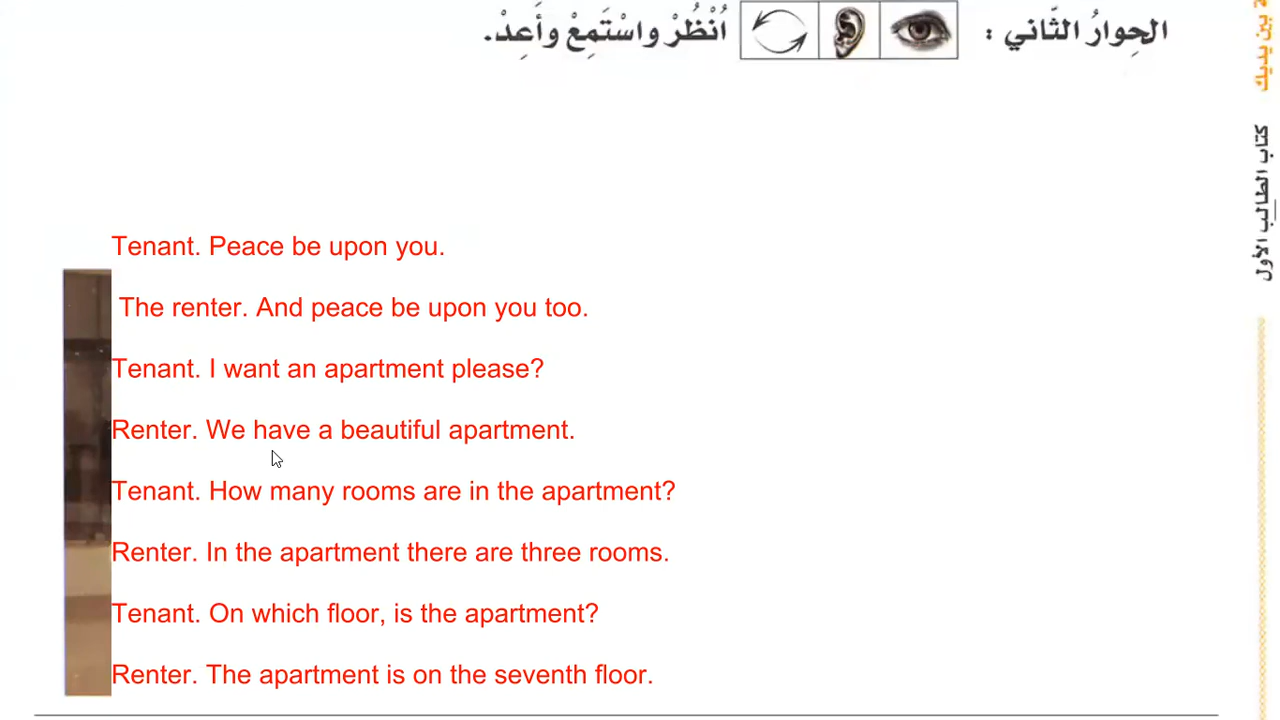 الحِوارُ الثّاني : اُنْظُرْ واسْتَمِعْ وأَعِدْ.
بين يديك
كتاب الطالب الأول
Tenant. Peace be upon you.
The renter. And peace be upon you too.
Tenant. I want an apartment please?
Renter. We have a beautiful apartment.
Tenant. How many rooms are in the apartment?
Renter. In the apartment there are three rooms.
Tenant. On which floor, is the apartment?
Renter. The apartment is on the seventh floor.